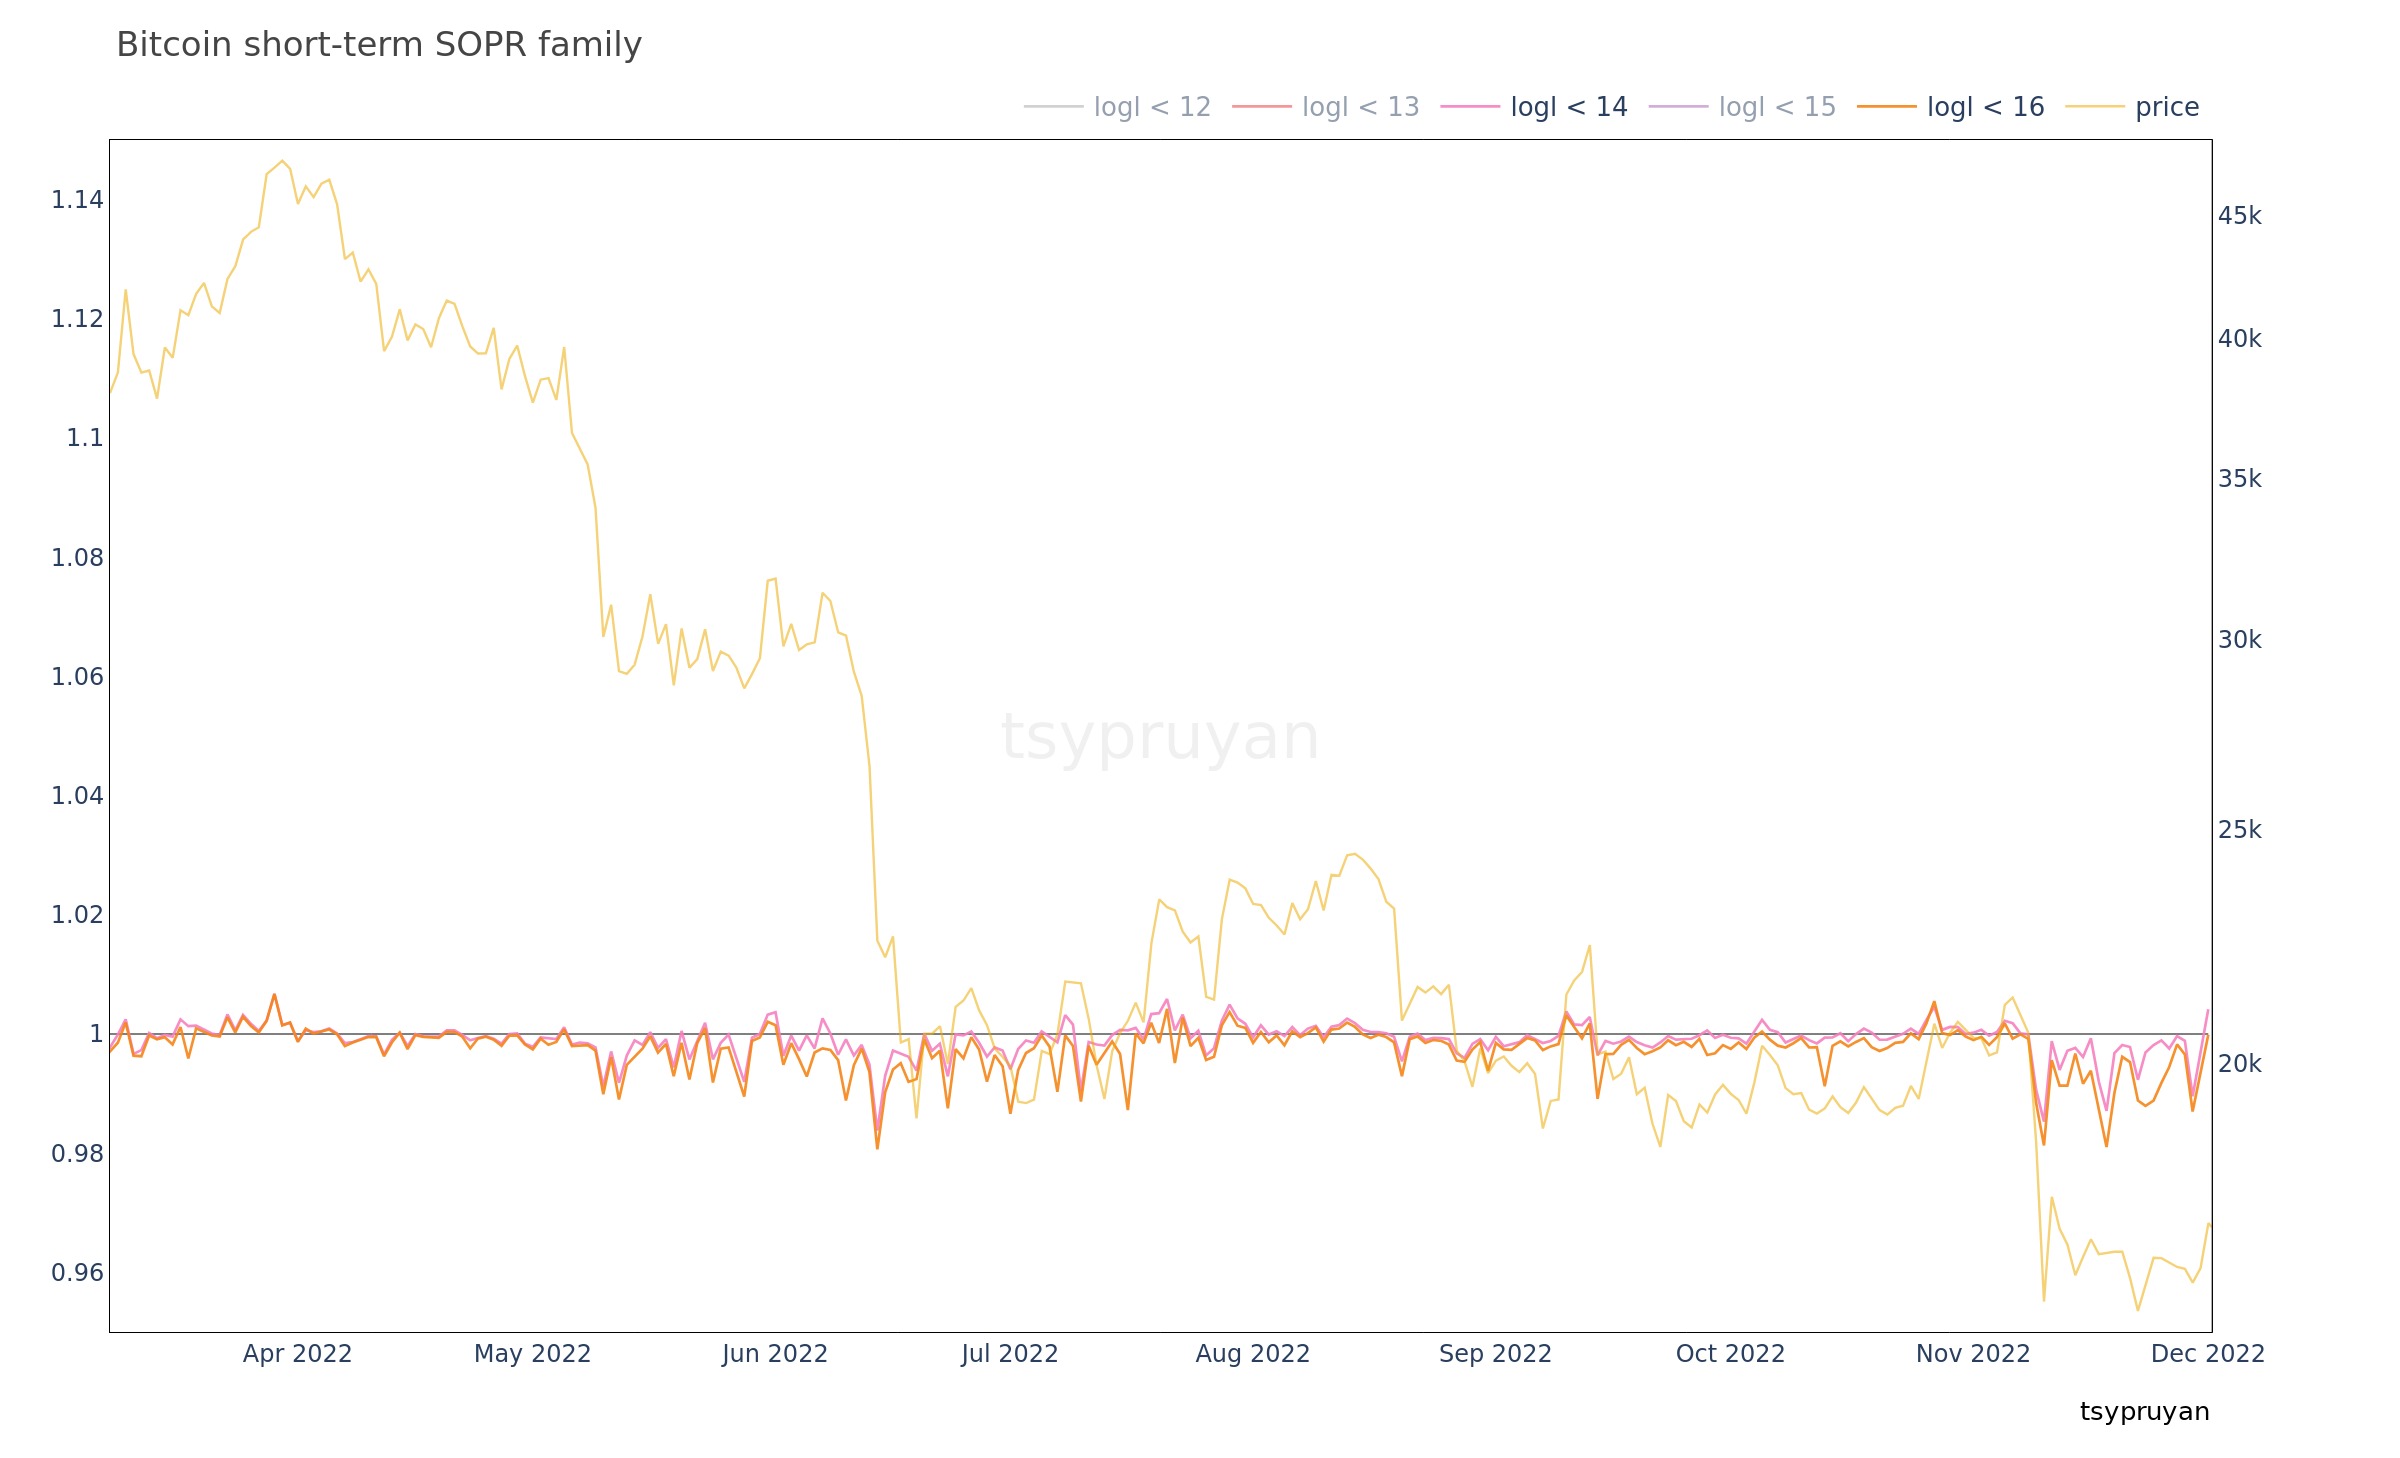 Bitcoin short-term SOPR family
logl < 12 logl < 13 logl < 14 logl < 15 logl < 16 price
1.14
1.12
1.1
1.08
1.06
1.04
1.02
1
0.98
0.96
45k
40k
35k
30k
25k
20k
tsypruyan
Apr 2022 May 2022 Jun 2022 Jul 2022 Aug 2022 Sep 2022 Oct 2022 Nov 2022 Dec 2022
tsypruyan